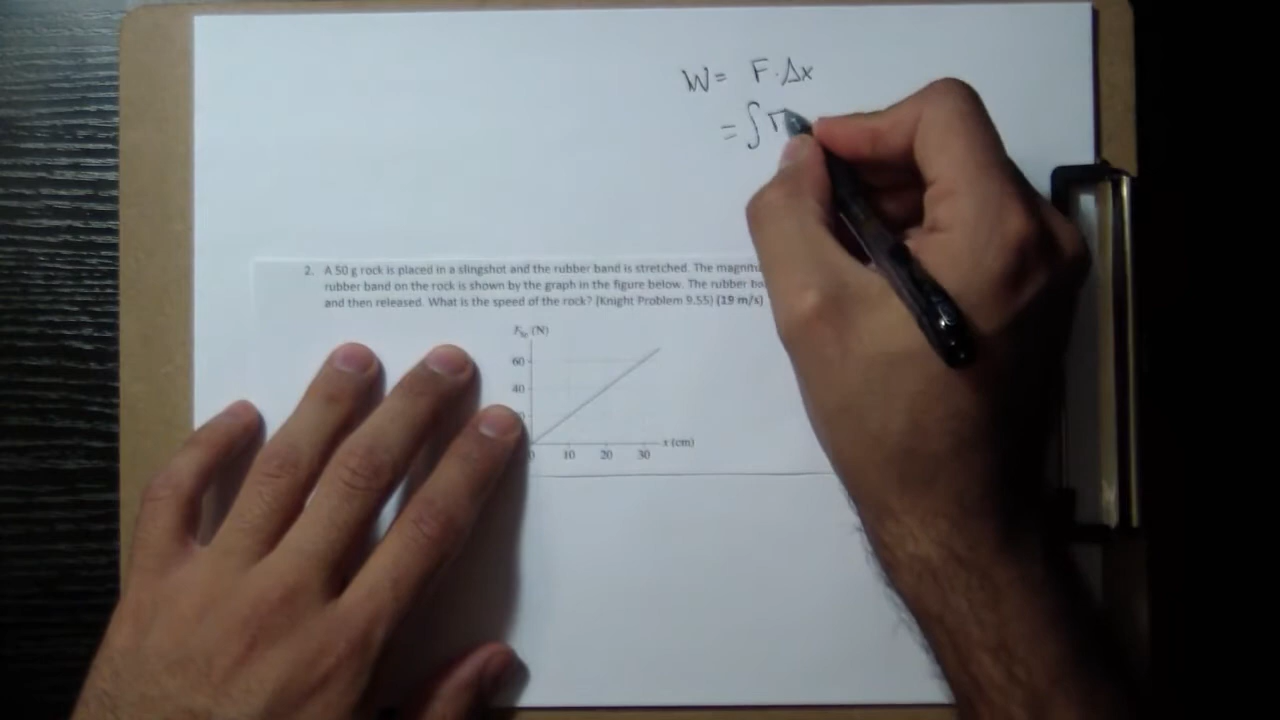 W = F · Δx
= ∫
2. A 50 g rock is placed in a slingshot and the rubber band is stretched. The
rubber band on the rock is shown by the graph in the figure below. The rubber
and then released. What is the speed of the rock? (Knight Problem 9.55) (19 m/s)
(N)
60
40
0 10 20 30 x (cm)